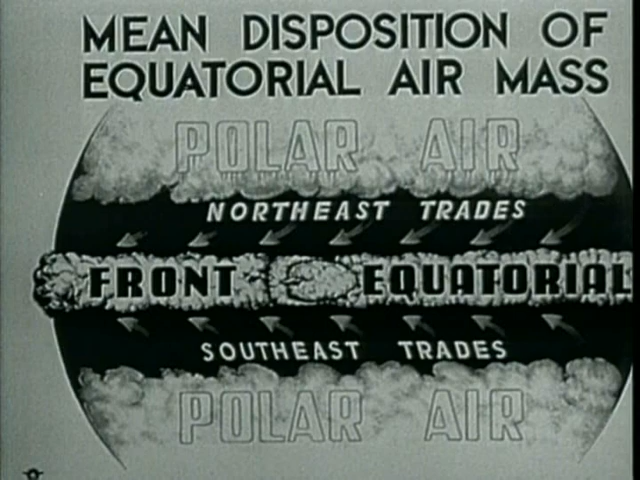 MEAN DISPOSITION OF
EQUATORIAL AIR MASS
POLAR AIR
NORTHEAST TRADES
FRONT EQUATORIAL
SOUTHEAST TRADES
POLAR AIR